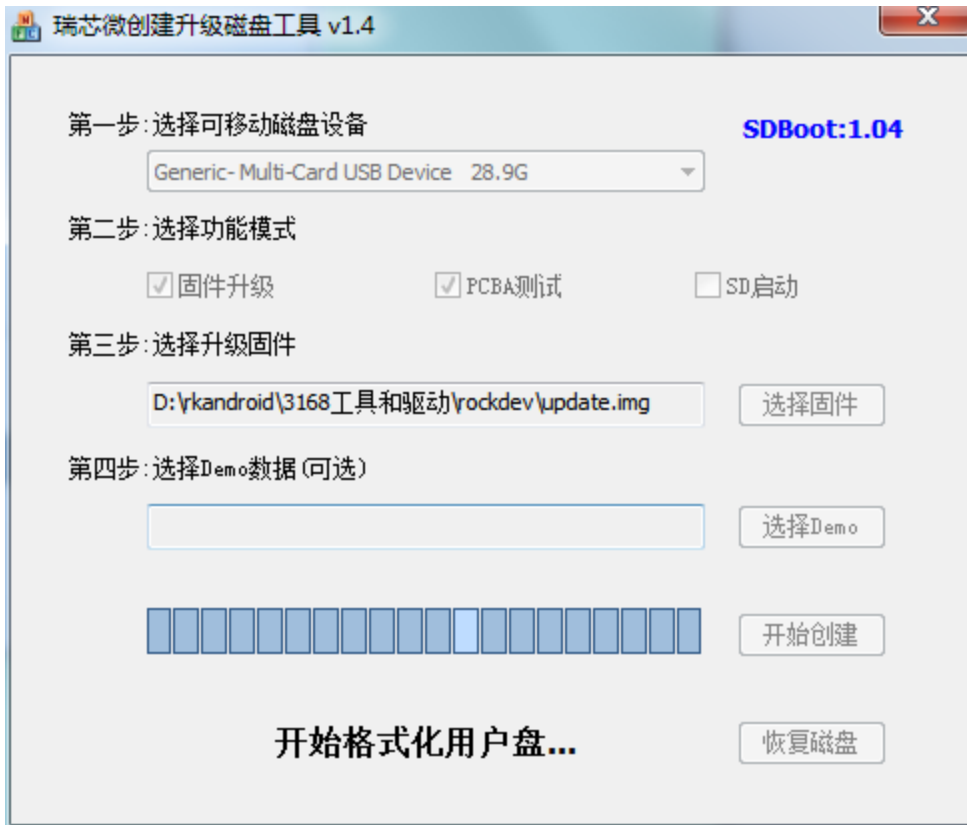 瑞芯微创建升级磁盘工具 v1.4
第一步:选择可移动磁盘设备
SDBoot:1.04
Generic- Multi-Card USB Device 28.9G
第二步:选择功能模式
固件升级 PCBA测试 SD启动
第三步:选择升级固件
D:\rkandroid\3168工具和驱动\rockdev\update.img 选择固件
第四步:选择Demo数据(可选)
选择Demo
开始创建
开始格式化用户盘... 恢复磁盘